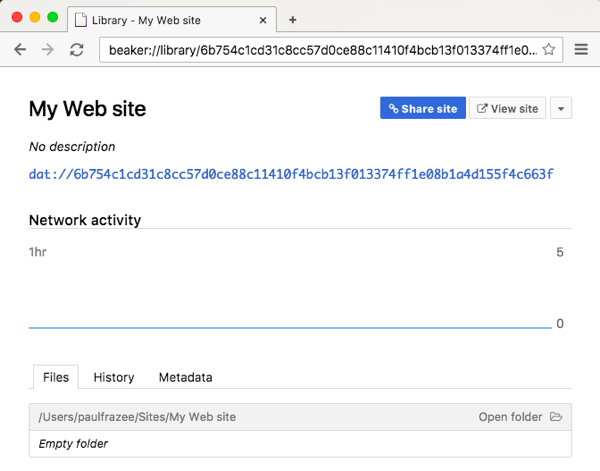 Library - My Web site
beaker://library/6b754c1cd31c8cc57d0ce88c11410f4bcb13f013374ff1e0...
My Web site
Share site
View site
No description
dat://6b754c1cd31c8cc57d0ce88c11410f4bcb13f013374ff1e08b1a4d155f4c663f
Network activity
1hr
5
0
Files History Metadata
/Users/paulfrazee/Sites/My Web site Open folder
Empty folder